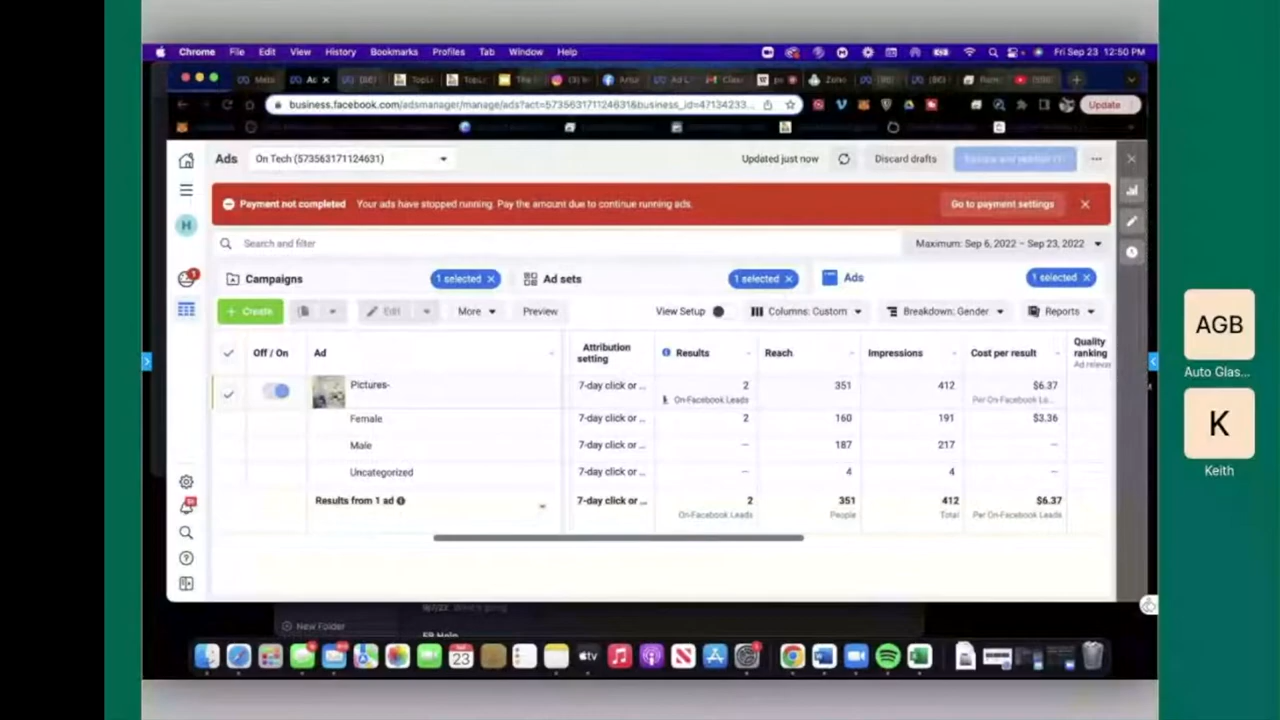 Chrome File Edit View History Bookmarks Profiles Tab Window Help Fri Sep 23 12:50 PM
business.facebook.com/adsmanager/manage/ads?act=573563171124631&business_id=47134233... Update
Ads On Tech (573563171124631) Updated just now Discard drafts
Payment not completed Your ads have stopped running. Pay the amount due to continue running ads. Go to payment settings
Search and filter Maximum: Sep 6, 2022 – Sep 23, 2022
Campaigns 1 selected Ad sets 1 selected Ads 1 selected
+ Create Edit More Preview View Setup Columns: Custom Breakdown: Gender Reports
Off / On Ad Attribution setting Results Reach Impressions Cost per result Quality ranking
Pictures- 7-day click or ... 2 351 412 $6.37
On-Facebook Leads Per On-Facebook Le...
Female 7-day click or ... 2 160 191 $3.36
Male 7-day click or ... — 187 217 —
Uncategorized 7-day click or ... — 4 4 —
Results from 1 ad 7-day click or ... 2 351 412 $6.37
On-Facebook Leads People Total Per On-Facebook Leads
New Folder
H
23
tv
AGB
Auto Glas...
K
Keith